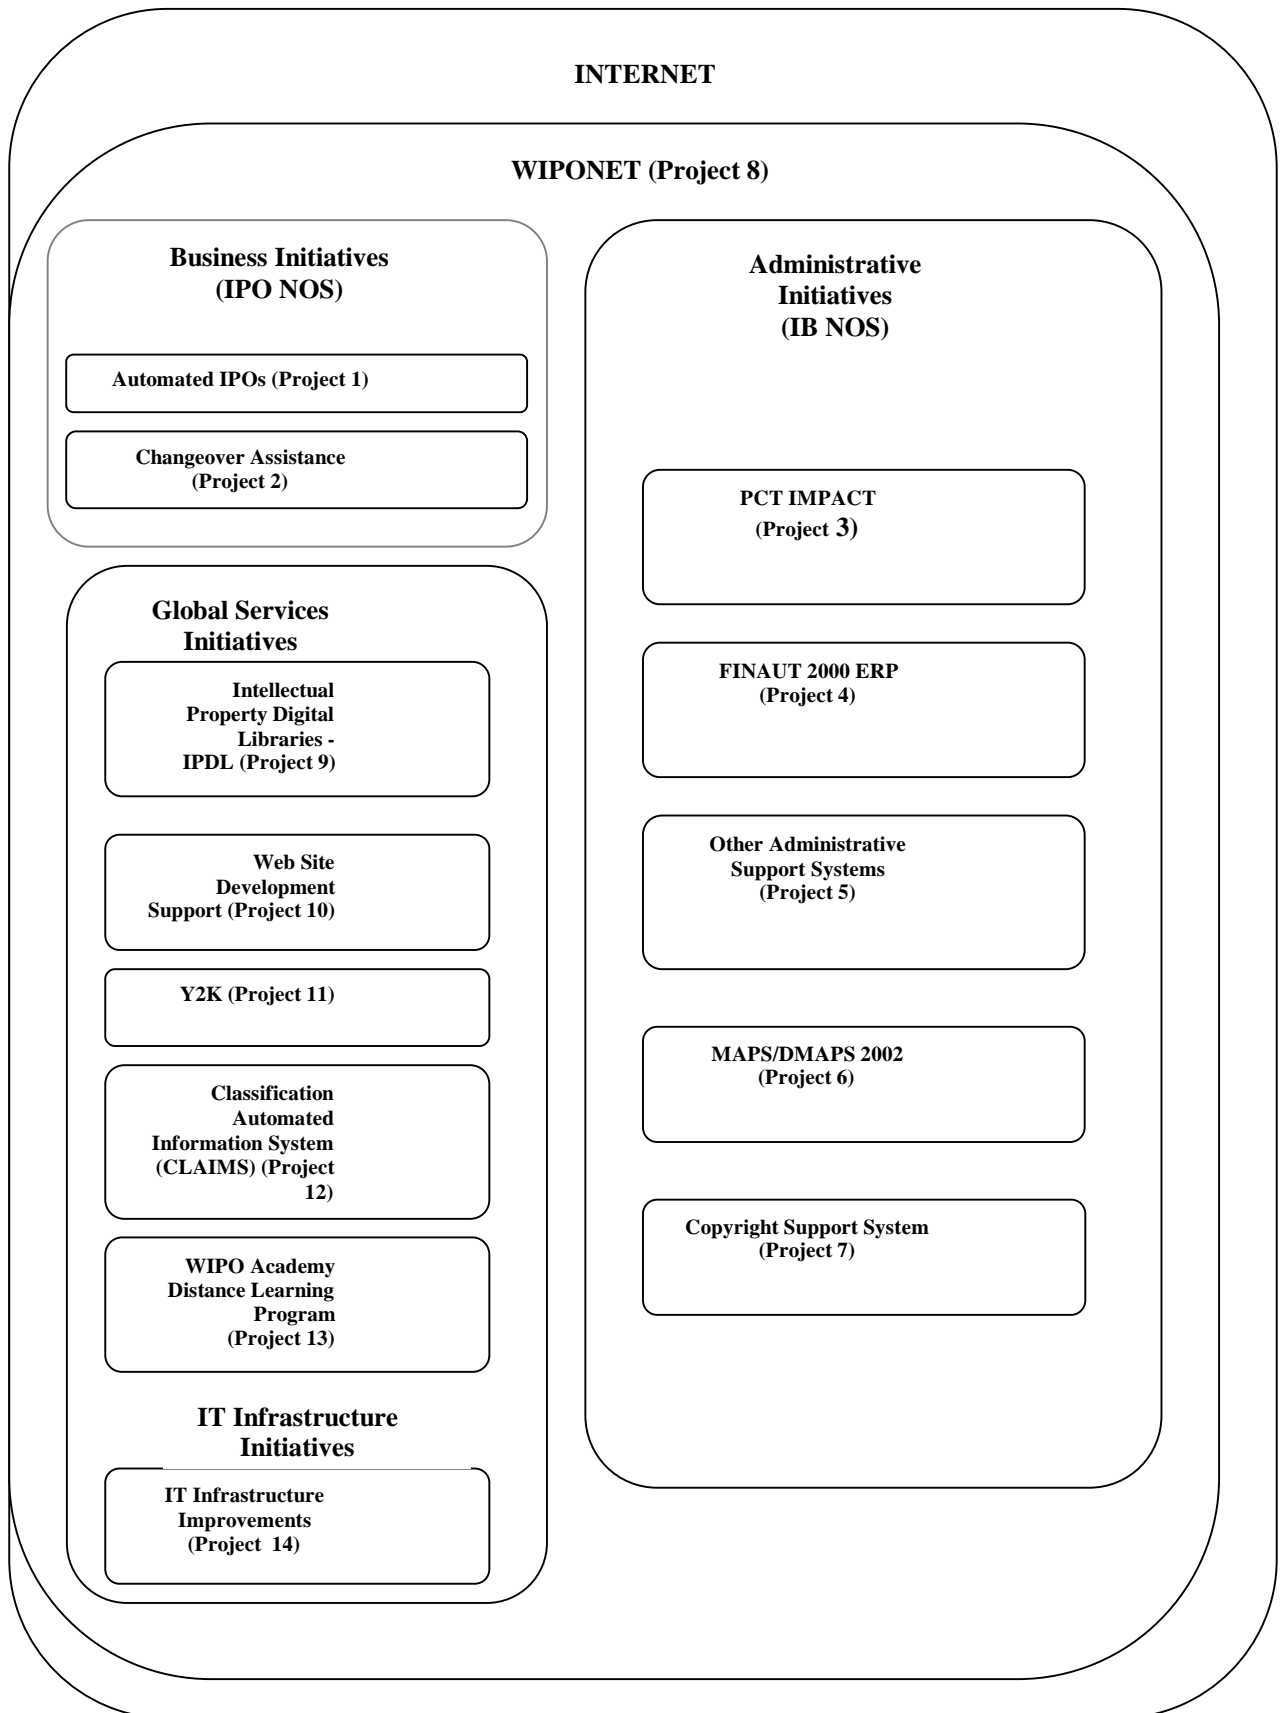 INTERNET
WIPONET (Project 8)
Business Initiatives
(IPO NOS)
Automated IPOs (Project 1)
Changeover Assistance
(Project 2)
Global Services
Initiatives
Intellectual
Property Digital
Libraries -
IPDL (Project 9)
Web Site
Development
Support (Project 10)
Y2K (Project 11)
Classification
Automated
Information System
(CLAIMS) (Project
12)
WIPO Academy
Distance Learning
Program
(Project 13)
IT Infrastructure
Initiatives
IT Infrastructure
Improvements
(Project 14)
Administrative
Initiatives
(IB NOS)
PCT IMPACT
(Project 3)
FINAUT 2000 ERP
(Project 4)
Other Administrative
Support Systems
(Project 5)
MAPS/DMAPS 2002
(Project 6)
Copyright Support System
(Project 7)